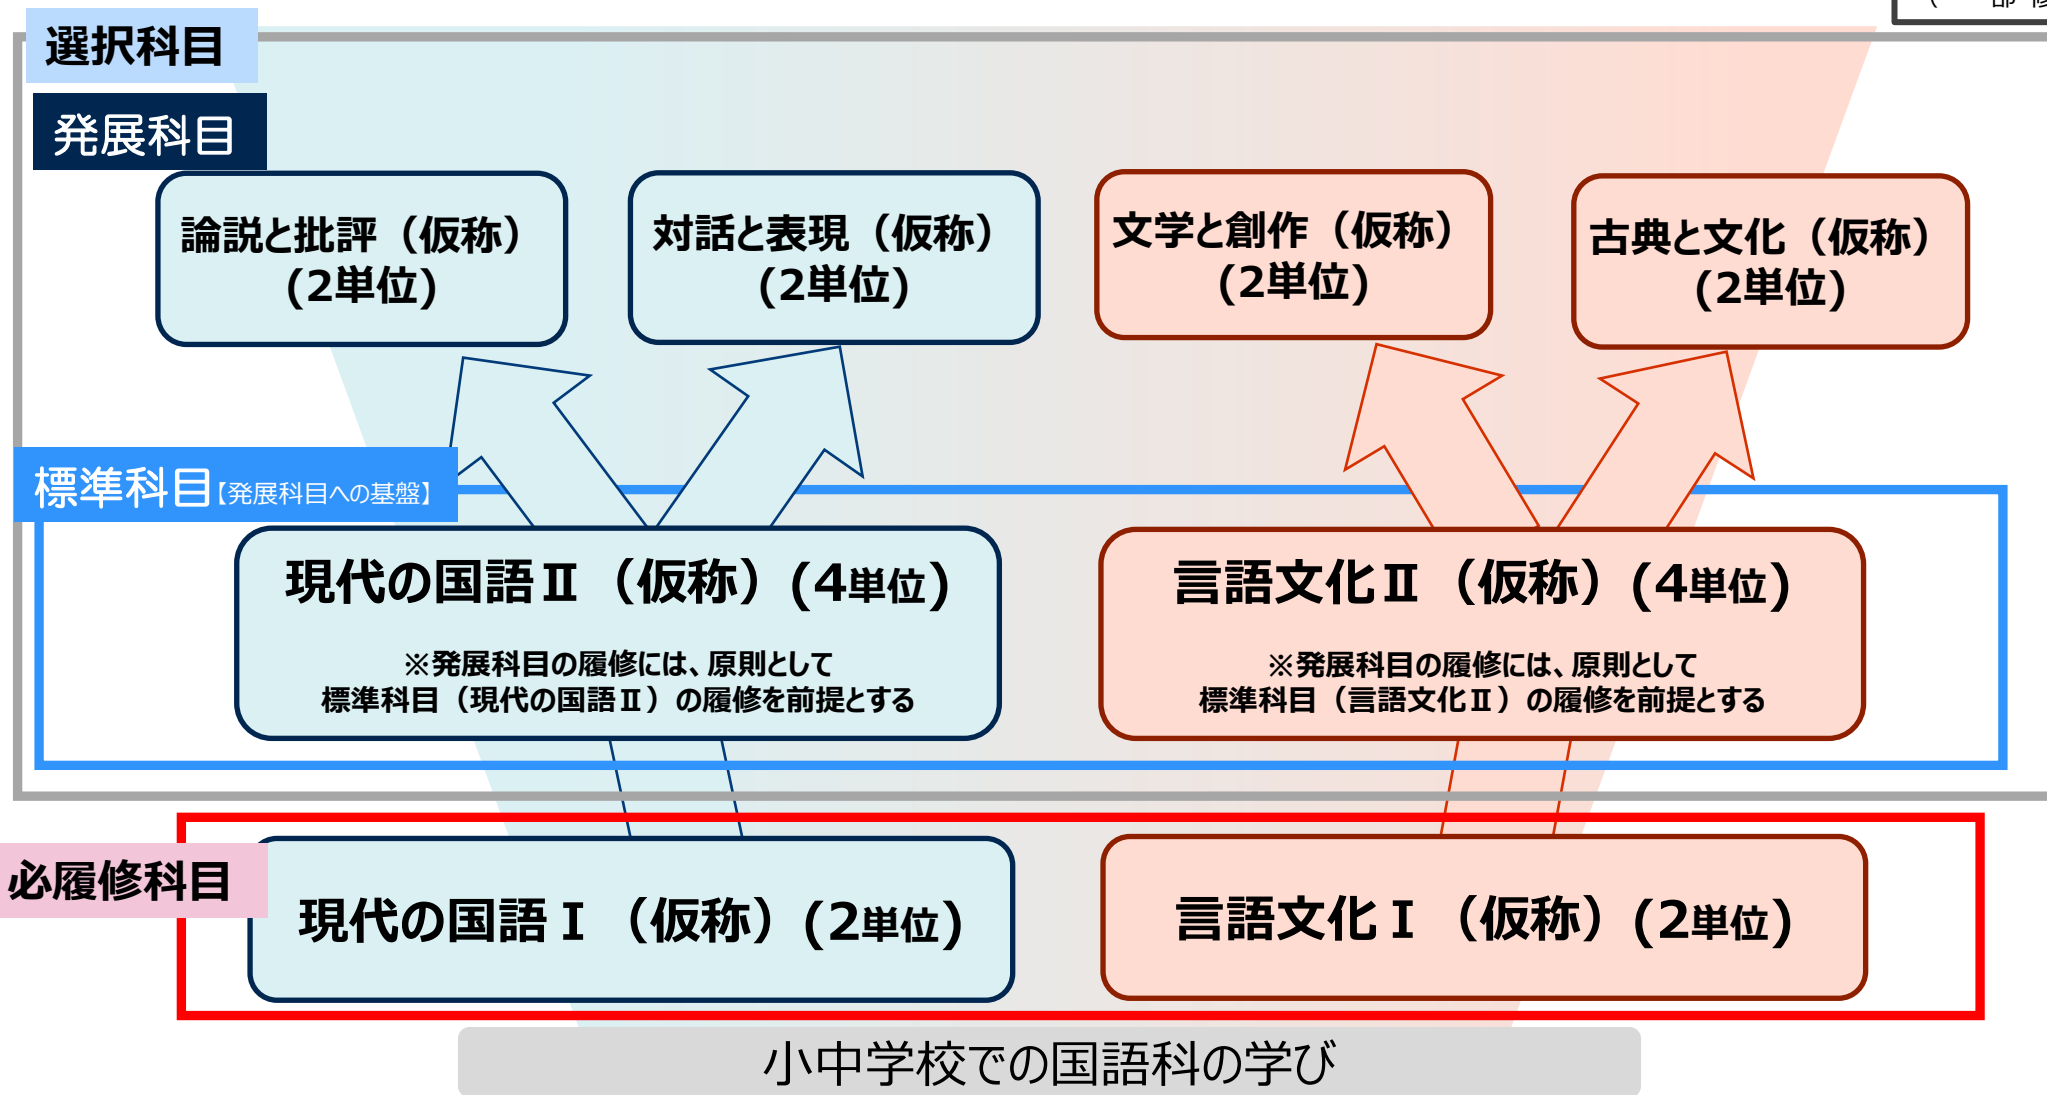 選択科目
発展科目
論説と批評（仮称）
(2単位)
対話と表現（仮称）
(2単位)
文学と創作（仮称）
(2単位)
古典と文化（仮称）
(2単位)
標準科目【発展科目への基盤】
現代の国語Ⅱ（仮称）(4単位)
※発展科目の履修には、原則として
標準科目（現代の国語Ⅱ）の履修を前提とする
言語文化Ⅱ（仮称）(4単位)
※発展科目の履修には、原則として
標準科目（言語文化Ⅱ）の履修を前提とする
必履修科目
現代の国語Ⅰ（仮称）(2単位)
言語文化Ⅰ（仮称）(2単位)
小中学校での国語科の学び